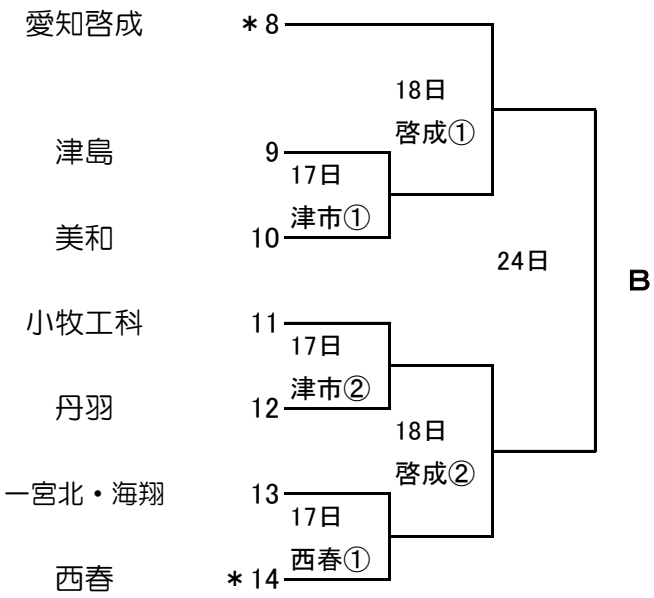 愛知啓成 ＊8
18日
啓成①
津島 9
17日
津市①
美和 10
24日
B
小牧工科 11
17日
津市②
丹羽 12
18日
啓成②
一宮北・海翔 13
17日
西春①
西春 ＊14